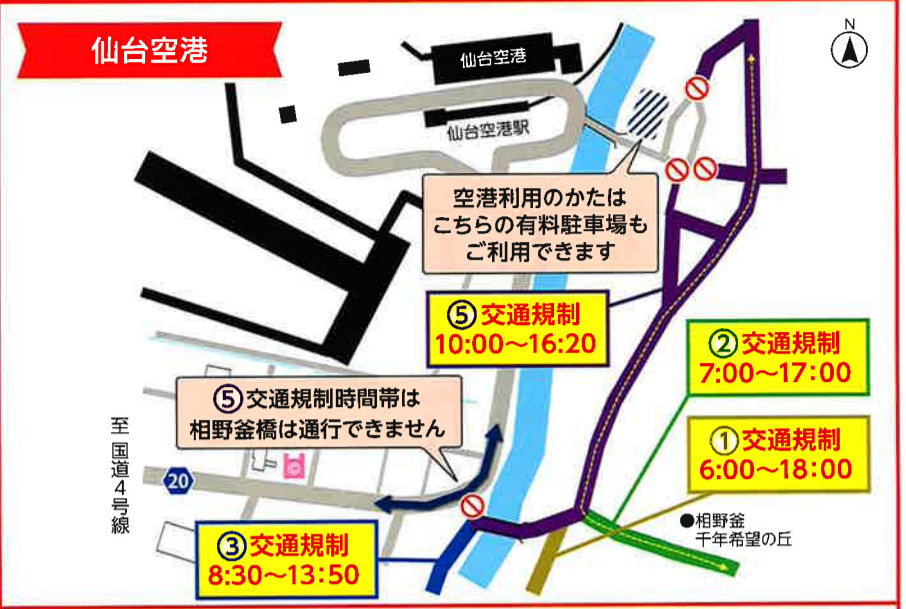 仙台空港
N
仙台空港
仙台空港駅
空港利用のかたは
こちらの有料駐車場も
ご利用できます
⑤交通規制
10:00～16:20
②交通規制
7:00～17:00
⑤交通規制時間帯は
相野釜橋は通行できません
①交通規制
6:00～18:00
至 国道4号線
20
●相野釜
千年希望の丘
③交通規制
8:30～13:50